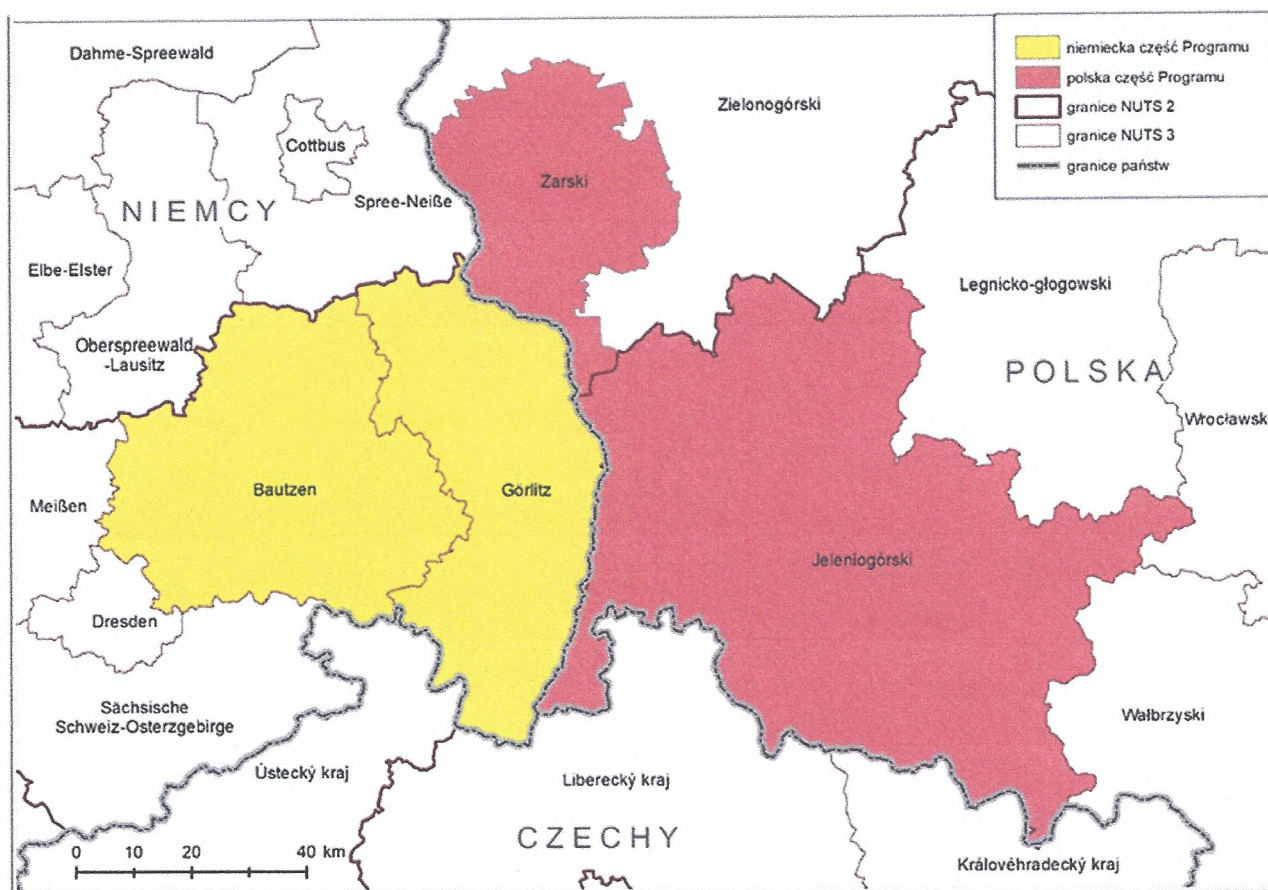 Dahme-Spreewald
Cottbus
NIEMCY
Spree-Neiße
Elbe-Elster
Oberspreewald
-Lausitz
Meißen
Bautzen
Görlitz
Dresden
Sächsische
Schweiz-Osterzgebirge
Ústecký kraj
Liberecký kraj
CZECHY
Královéhradecký kraj
Zielonogórski
Żarski
Legnicko-głogowski
POLSKA
Wrocławsk
Jeleniogórski
Wałbrzyski
niemiecka część Programu
polska część Programu
granice NUTS 2
granice NUTS 3
granice państw
0 10 20 40 km